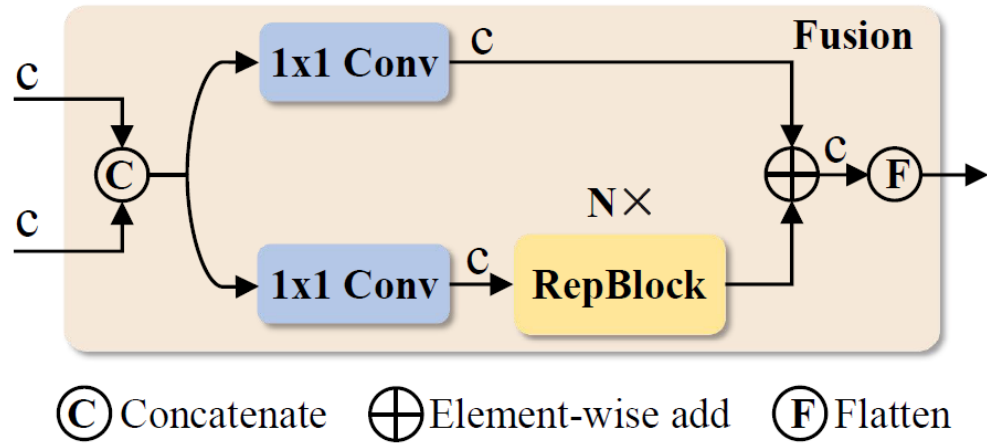 Fusion
1x1 Conv
C
C
C
C
C
F
N×
C
1x1 Conv
C
RepBlock
C Concatenate
Element-wise add
F Flatten